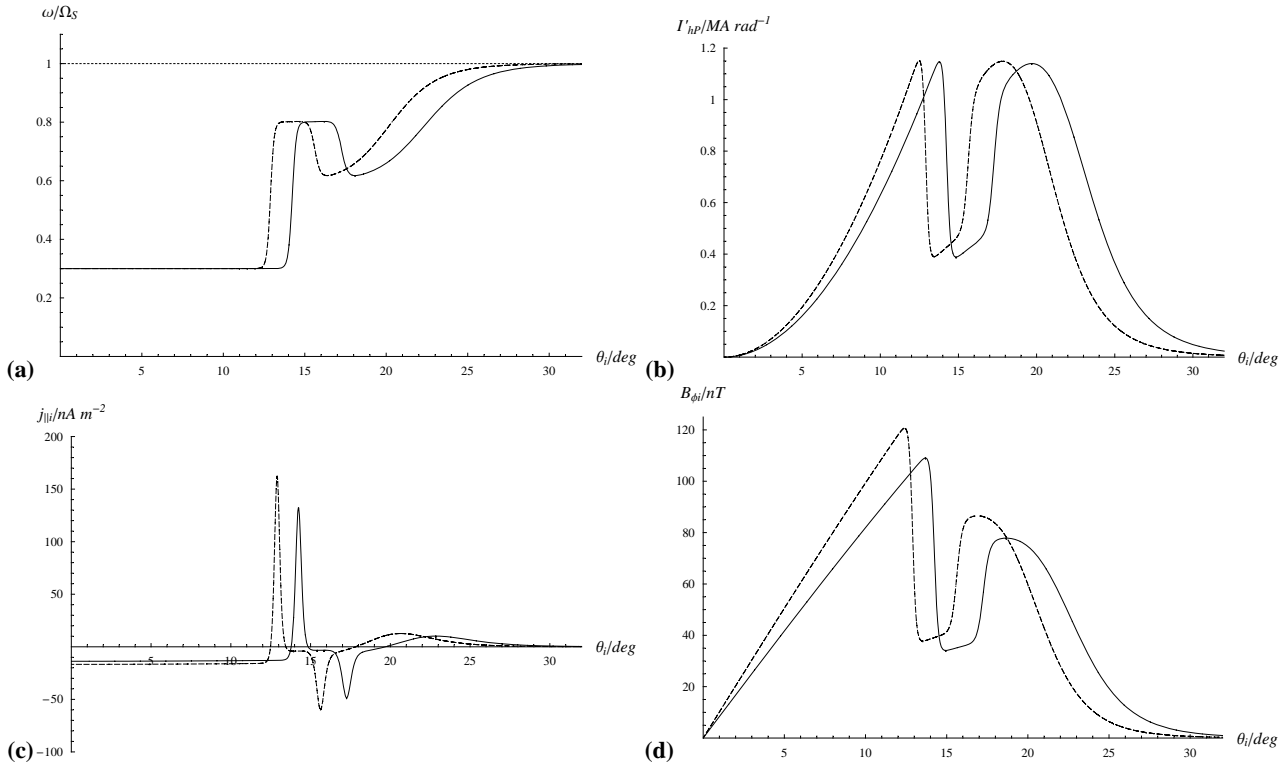 ω/Ω_S
1
0.8
0.6
0.4
0.2
5 10 15 20 25 30
θ_i/deg
(a)
I'_hP/MA rad⁻¹
1.2
1
0.8
0.6
0.4
0.2
5 10 15 20 25 30
θ_i/deg
(b)
j_||i/nA m⁻²
200
150
100
50
5 10 15 20 25 30
θ_i/deg
−50
−100
(c)
B_ϕi/nT
120
100
80
60
40
20
5 10 15 20 25 30
θ_i/deg
(d)